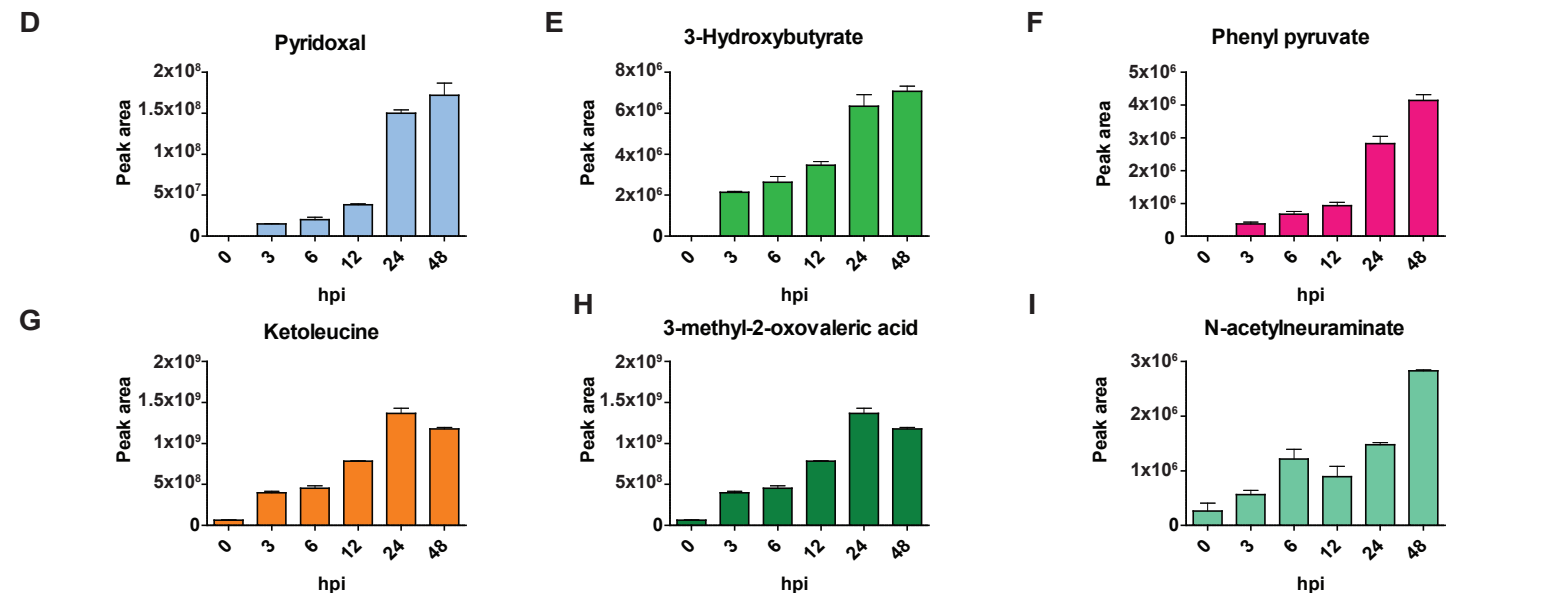 D
Pyridoxal
Peak area
2x10⁸
1.5x10⁸
1x10⁸
5x10⁷
0
0 3 6 12 24 48
hpi
E
3-Hydroxybutyrate
Peak area
8x10⁶
6x10⁶
4x10⁶
2x10⁶
0
0 3 6 12 24 48
hpi
F
Phenyl pyruvate
Peak area
5x10⁶
4x10⁶
3x10⁶
2x10⁶
1x10⁶
0
0 3 6 12 24 48
hpi
G
Ketoleucine
Peak area
2x10⁹
1.5x10⁹
1x10⁹
5x10⁸
0
0 3 6 12 24 48
hpi
H
3-methyl-2-oxovaleric acid
Peak area
2x10⁹
1.5x10⁹
1x10⁹
5x10⁸
0
0 3 6 12 24 48
hpi
I
N-acetylneuraminate
Peak area
3x10⁶
2x10⁶
1x10⁶
0
0 3 6 12 24 48
hpi